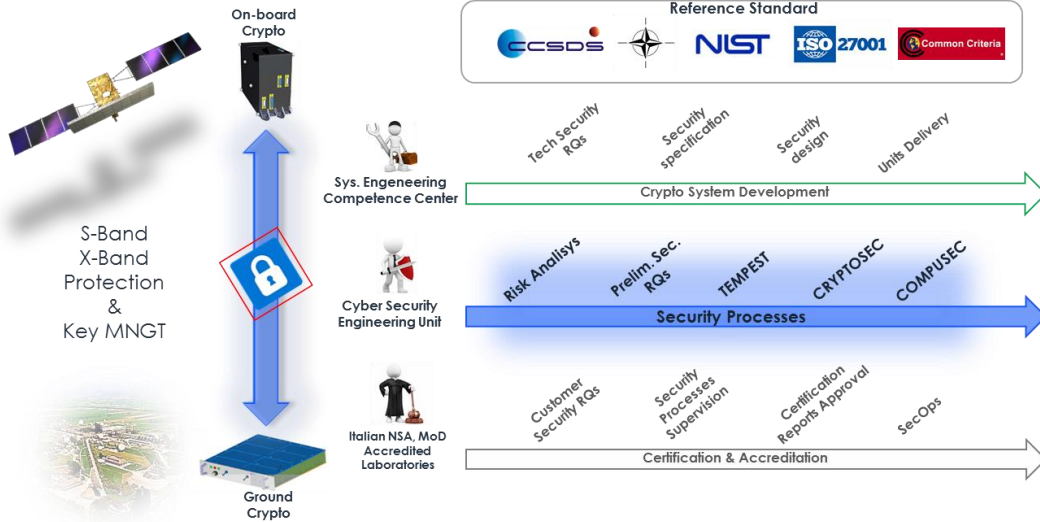 On-board
Crypto
Reference Standard
CCSDS
NIST
ISO 27001
Common Criteria
Tech Security
RQs
Security
specification
Security
design
Units Delivery
Sys. Engeneering
Competence Center
Crypto System Development
S-Band
X-Band
Protection
&
Key MNGT
Risk Analisys
Prelim. Sec.
RQs
TEMPEST
CRYPTOSEC
COMPUSEC
Cyber Security
Engineering Unit
Security Processes
Customer
Security RQs
Security
Processes
Supervision
Certification
Reports Approval
SecOps
Italian NSA, MoD
Accredited
Laboratories
Certification & Accreditation
Ground
Crypto